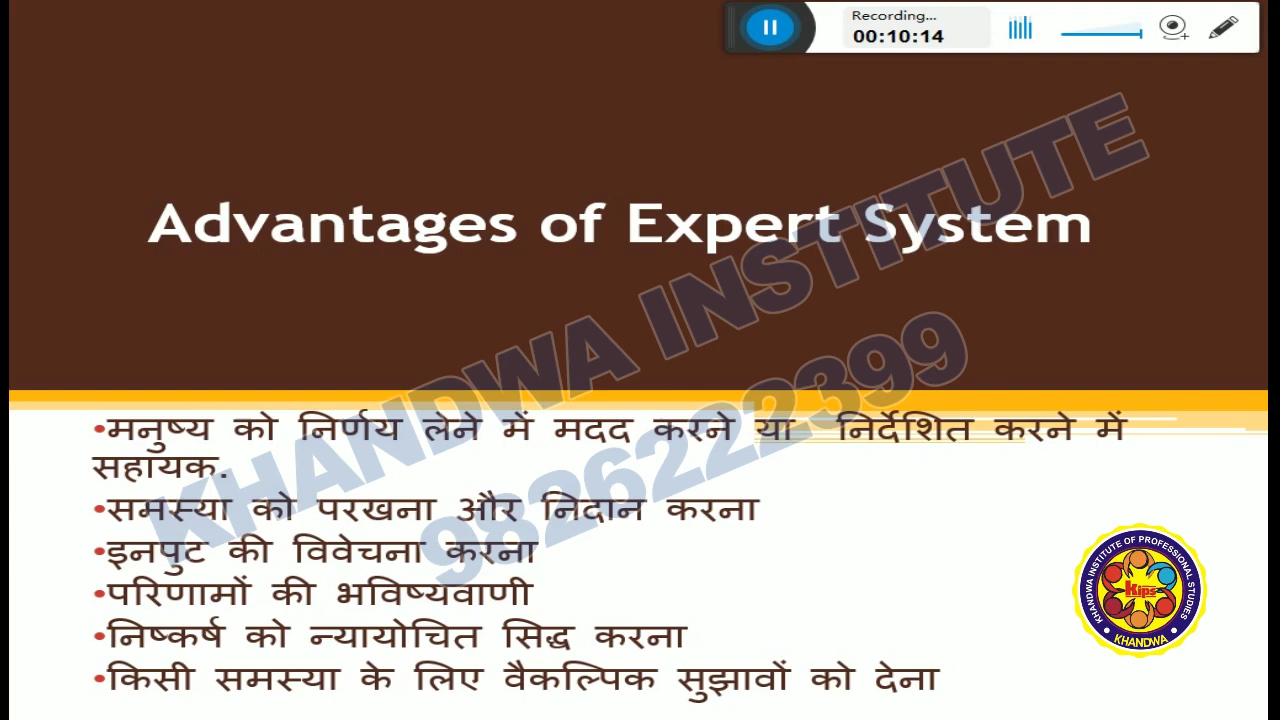 Recording...
00:10:14
Advantages of Expert System
KHANDWA INSTITUTE
9826222399
•मनुष्य को निर्णय लेने में मदद करने या निर्देशित करने में
सहायक.
•समस्या को परखना और निदान करना
•इनपुट की विवेचना करना
•परिणामों की भविष्यवाणी
•निष्कर्ष को न्यायोचित सिद्ध करना
•किसी समस्या के लिए वैकल्पिक सुझावों को देना
KHANDWA INSTITUTE OF PROFESSIONAL STUDIES
Kips
KHANDWA